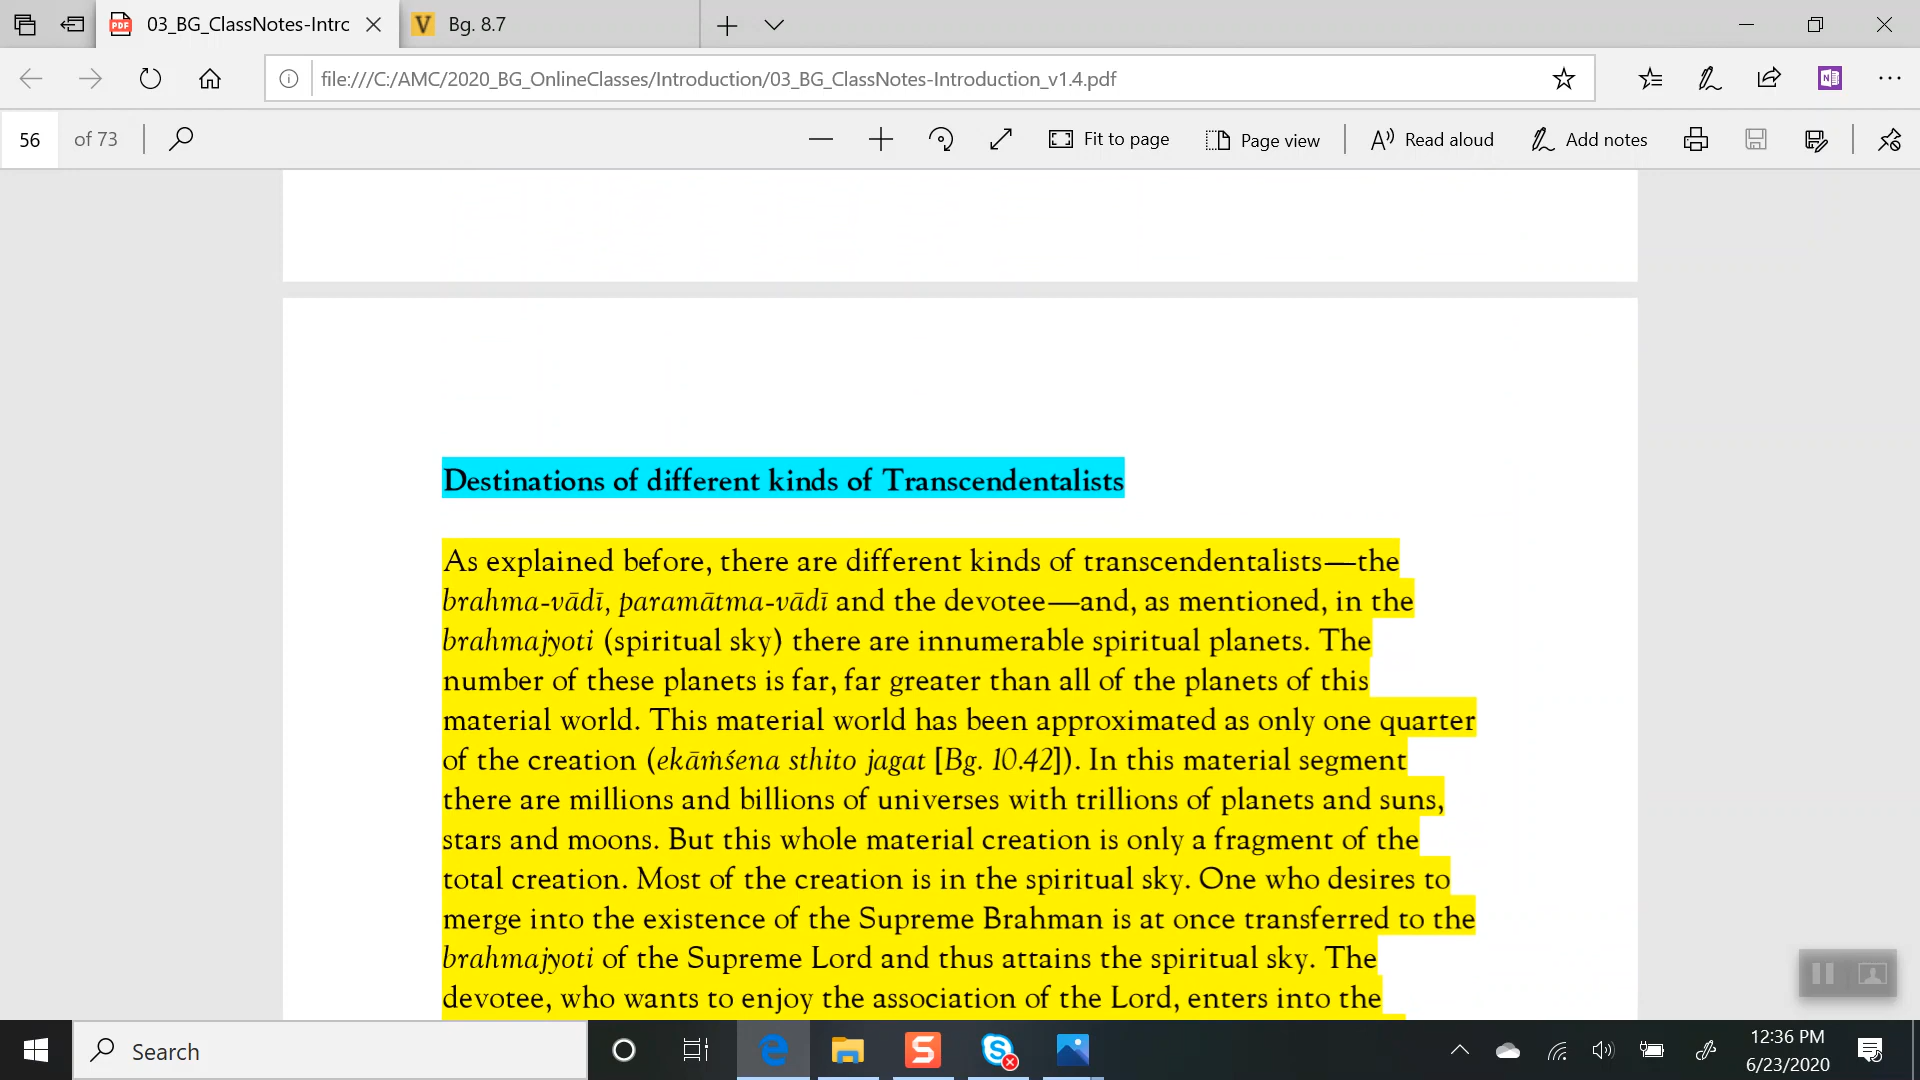 03_BG_ClassNotes-Intro
Bg. 8.7
file:///C:/AMC/2020_BG_OnlineClasses/Introduction/03_BG_ClassNotes-Introduction_v1.4.pdf
56 of 73
Fit to page
Page view
Read aloud
Add notes
Destinations of different kinds of Transcendentalists
As explained before, there are different kinds of transcendentalists—the
brahma-vādī, paramātma-vādī and the devotee—and, as mentioned, in the
brahmajyoti (spiritual sky) there are innumerable spiritual planets. The
number of these planets is far, far greater than all of the planets of this
material world. This material world has been approximated as only one quarter
of the creation (ekāṁśena sthito jagat [Bg. 10.42]). In this material segment
there are millions and billions of universes with trillions of planets and suns,
stars and moons. But this whole material creation is only a fragment of the
total creation. Most of the creation is in the spiritual sky. One who desires to
merge into the existence of the Supreme Brahman is at once transferred to the
brahmajyoti of the Supreme Lord and thus attains the spiritual sky. The
devotee, who wants to enjoy the association of the Lord, enters into the
Search
12:36 PM
6/23/2020